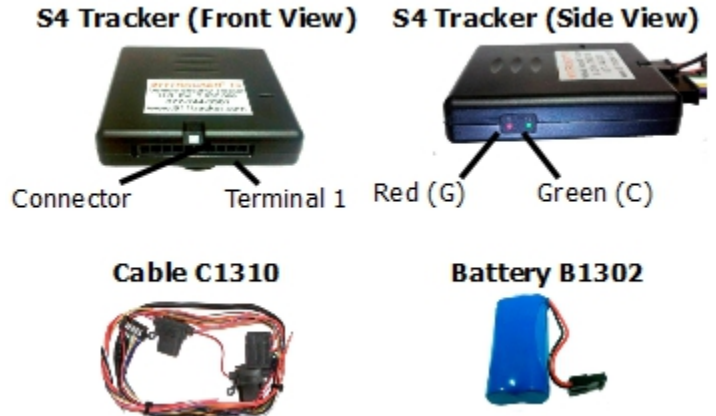 S4 Tracker (Front View)
S4 Tracker (Side View)
Connector
Terminal 1
Red (G)
Green (C)
Cable C1310
Battery B1302